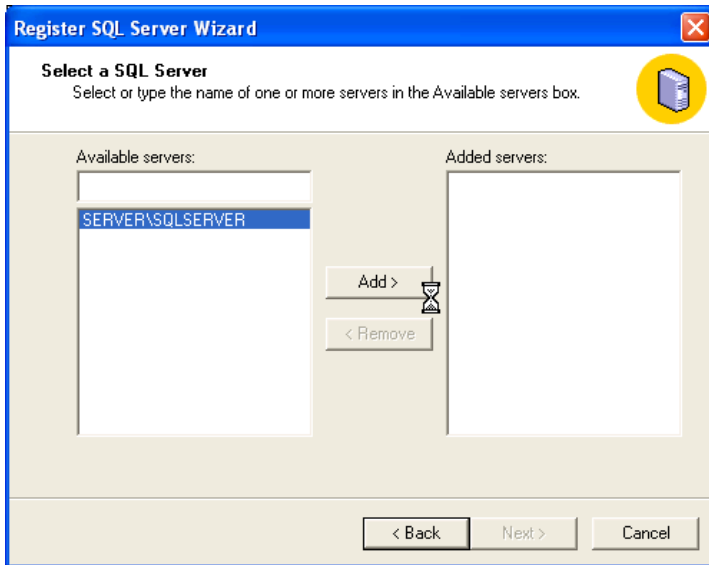 Register SQL Server Wizard
Select a SQL Server
Select or type the name of one or more servers in the Available servers box.
Available servers:
Added servers:
SERVER\SQLSERVER
Add >
< Remove
< Back
Next >
Cancel